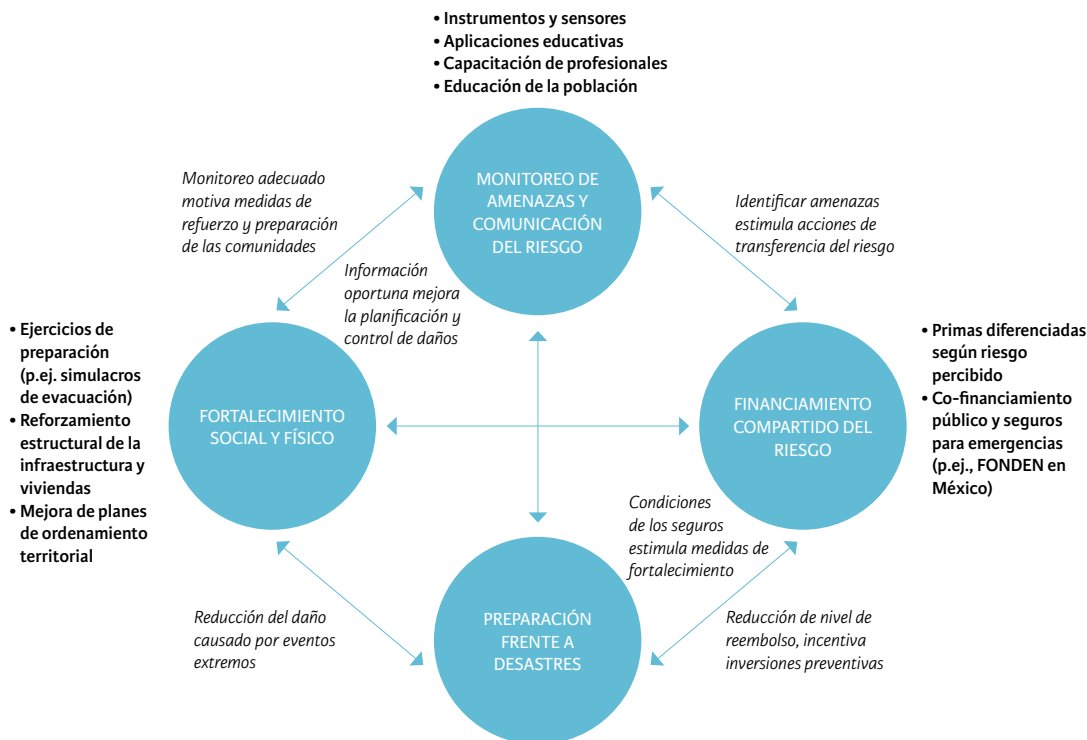 • Instrumentos y sensores
• Aplicaciones educativas
• Capacitación de profesionales
• Educación de la población
MONITOREO DE
AMENAZAS Y
COMUNICACIÓN
DEL RIESGO
Monitoreo adecuado
motiva medidas de
refuerzo y preparación
de las comunidades
Identificar amenazas
estimula acciones de
transferencia del riesgo
Información
oportuna mejora
la planificación y
control de daños
• Ejercicios de
preparación
(p.ej. simulacros
de evacuación)
• Reforzamiento
estructural de la
infraestructura y
viviendas
• Mejora de planes
de ordenamiento
territorial
FORTALECIMIENTO
SOCIAL Y FÍSICO
FINANCIAMIENTO
COMPARTIDO DEL
RIESGO
• Primas diferenciadas
según riesgo
percibido
• Co-financiamiento
público y seguros
para emergencias
(p.ej., FONDEN en
México)
Condiciones
de los seguros
estimula medidas de
fortalecimiento
Reducción del daño
causado por eventos
extremos
PREPARACIÓN
FRENTE A
DESASTRES
Reducción de nivel de
reembolso, incentiva
inversiones preventivas